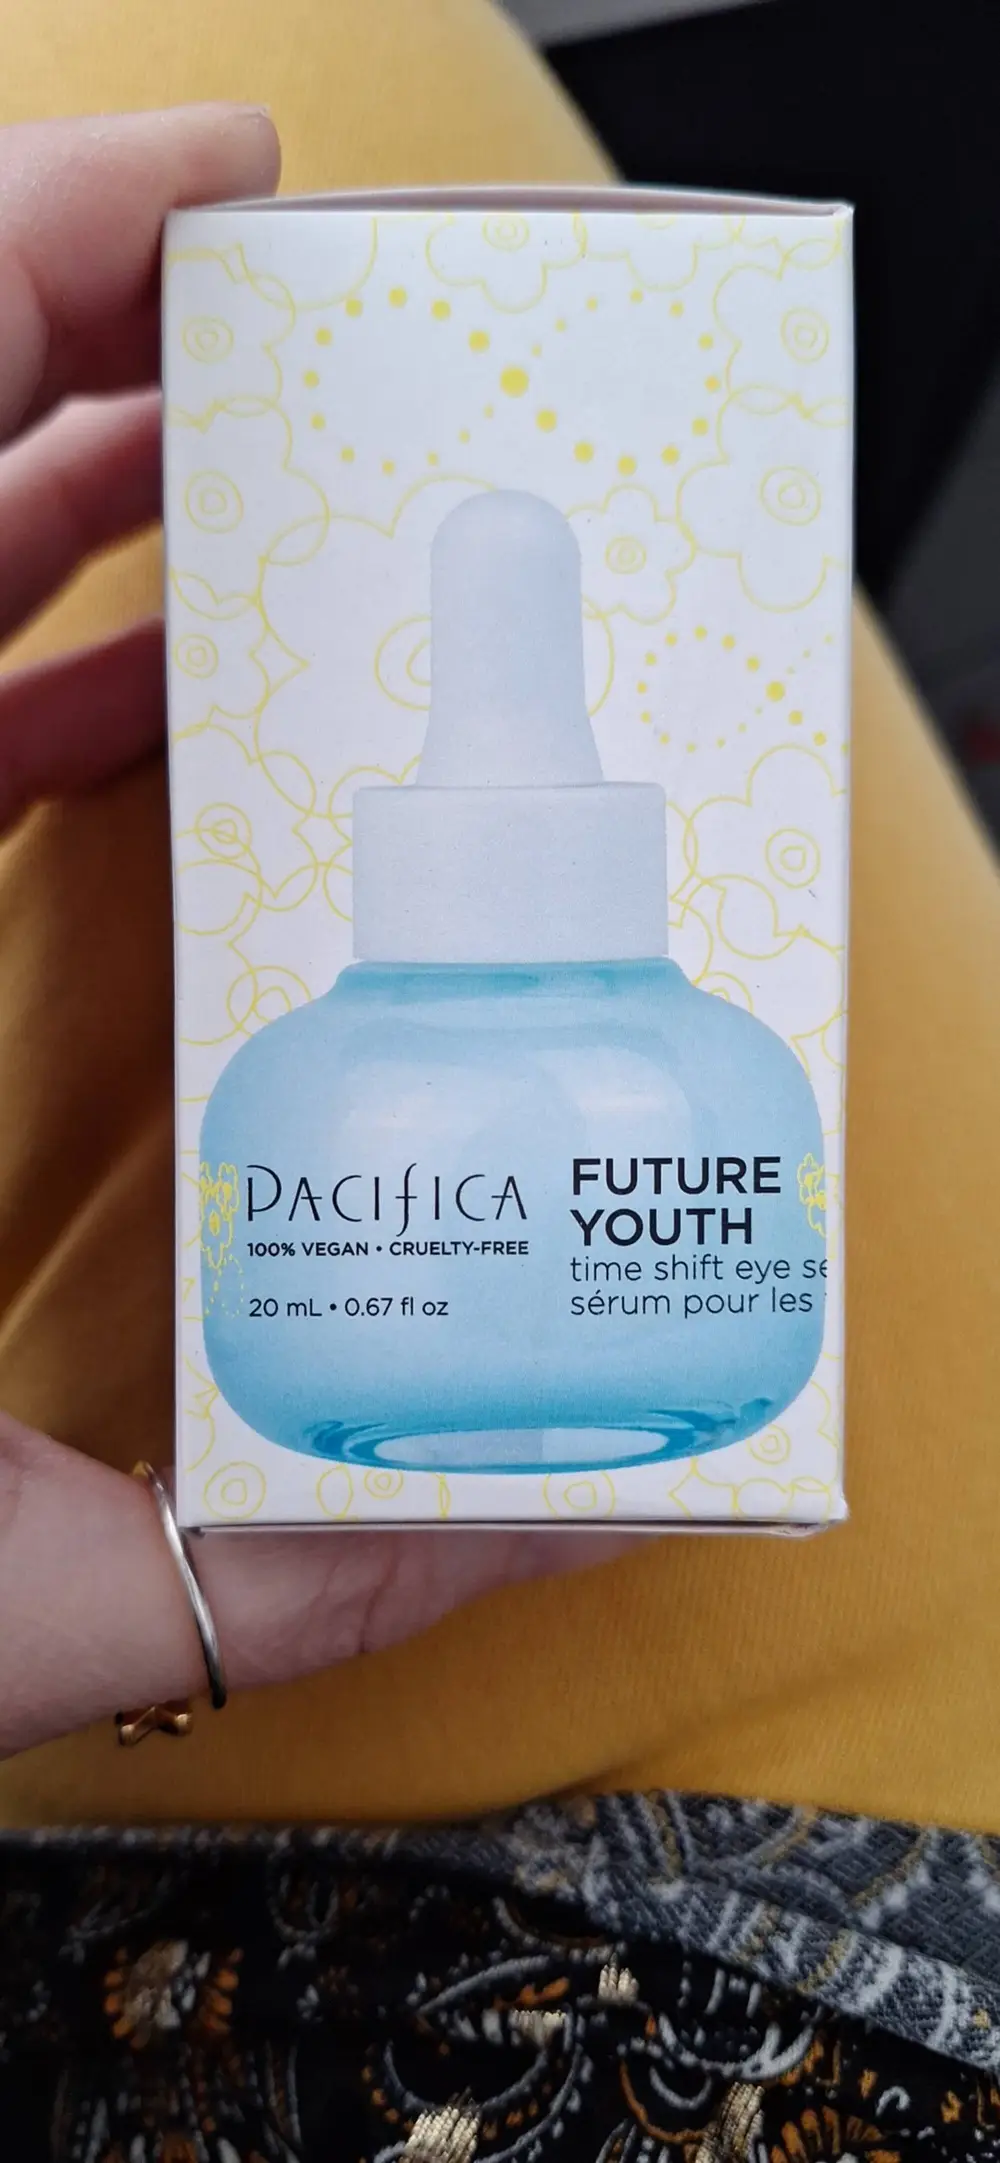 PACIFICA
100% VEGAN • CRUELTY-FREE
20 mL • 0.67 fl oz
FUTURE
YOUTH
time shift eye se
sérum pour les